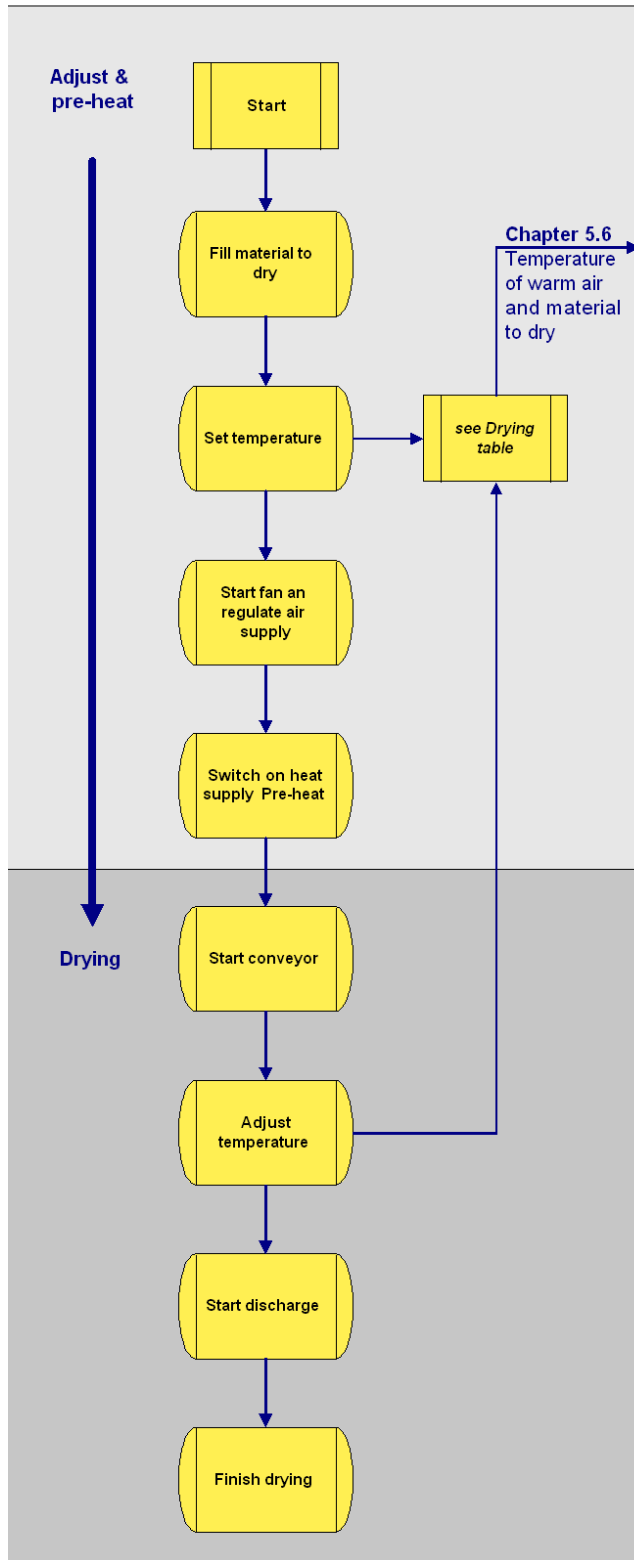 Adjust &
pre-heat
Start
Fill material to
dry
Chapter 5.6
Temperature
of warm air
and material
to dry
Set temperature
see Drying
table
Start fan an
regulate air
supply
Switch on heat
supply Pre-heat
Drying
Start conveyor
Adjust
temperature
Start discharge
Finish drying